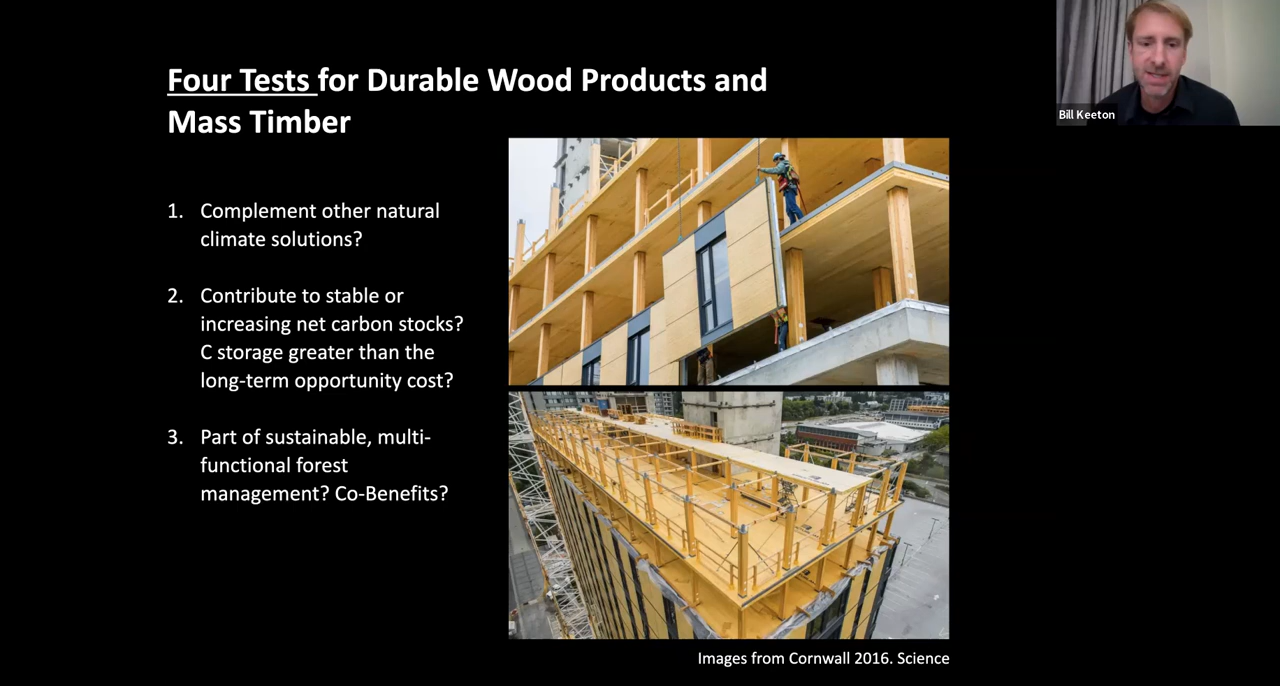 Four Tests for Durable Wood Products and
Mass Timber
Bill Keeton
1. Complement other natural
climate solutions?
2. Contribute to stable or
increasing net carbon stocks?
C storage greater than the
long-term opportunity cost?
3. Part of sustainable, multi-
functional forest
management? Co-Benefits?
Images from Cornwall 2016. Science